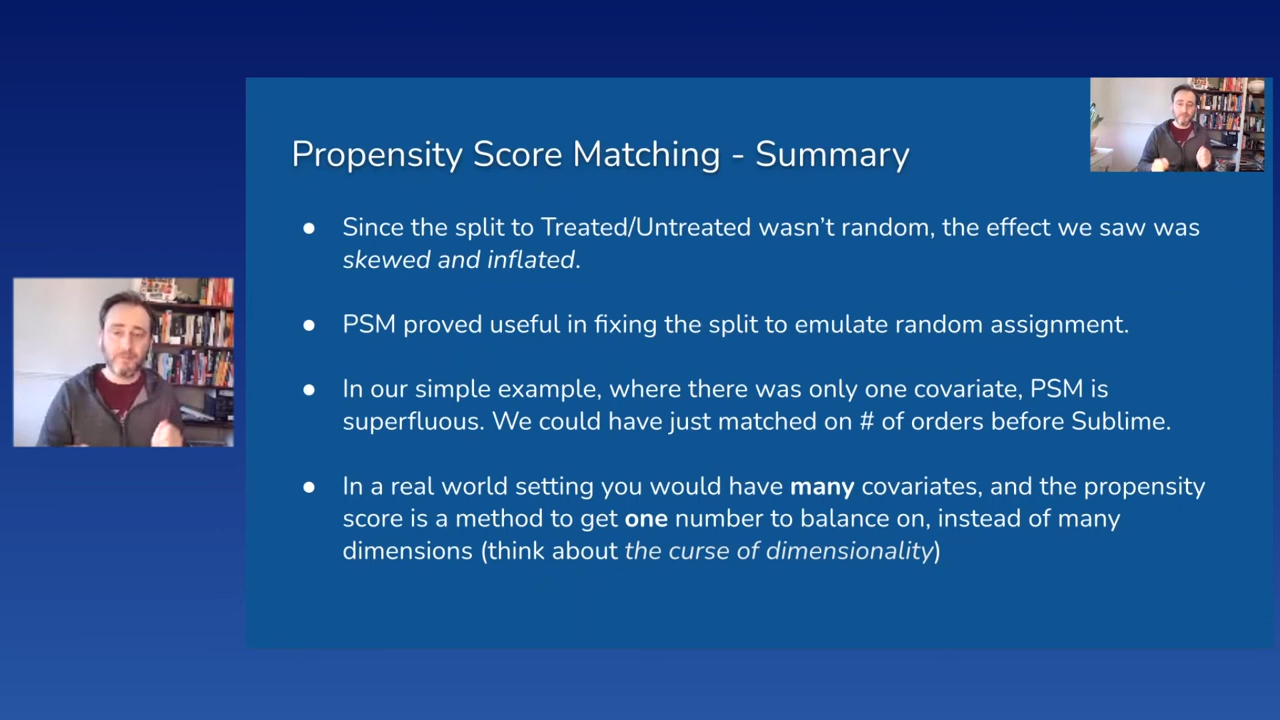 Propensity Score Matching - Summary
● Since the split to Treated/Untreated wasn't random, the effect we saw was
skewed and inflated.
● PSM proved useful in fixing the split to emulate random assignment.
● In our simple example, where there was only one covariate, PSM is
superfluous. We could have just matched on # of orders before Sublime.
● In a real world setting you would have many covariates, and the propensity
score is a method to get one number to balance on, instead of many
dimensions (think about the curse of dimensionality)